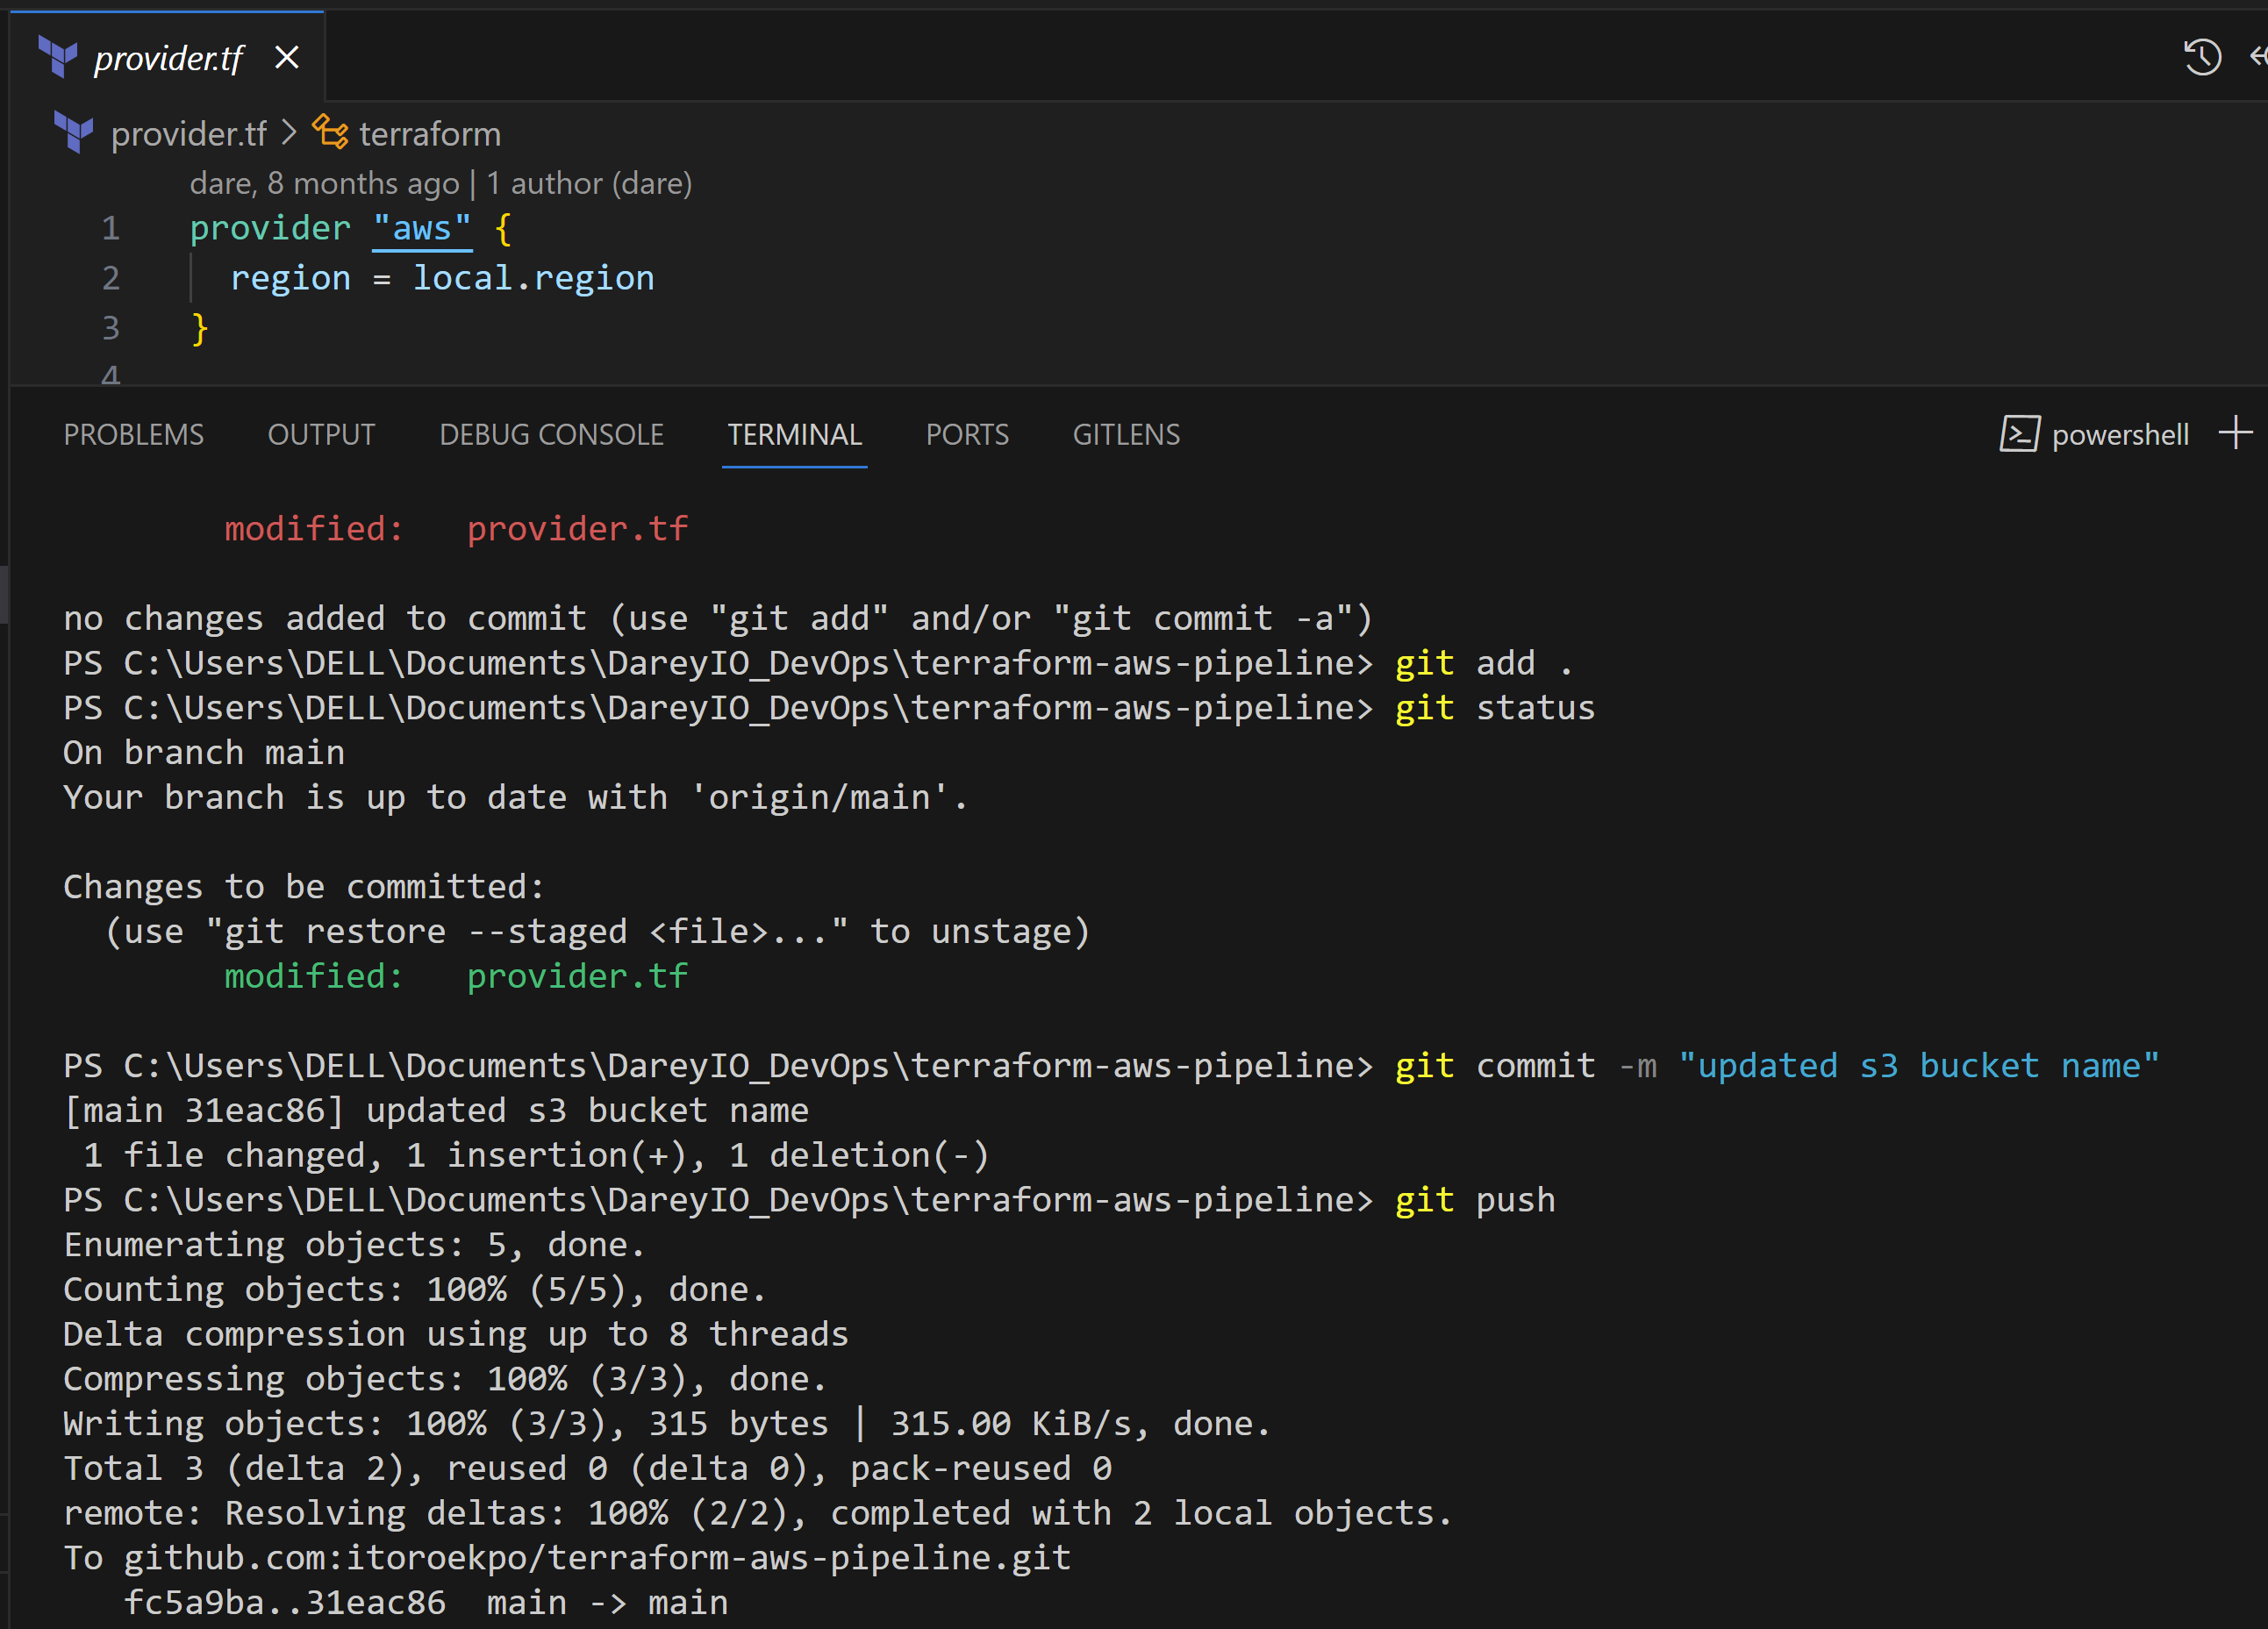 provider.tf
provider.tf > terraform
dare, 8 months ago | 1 author (dare)
1 provider "aws" {
2   region = local.region
3 }
4
PROBLEMS OUTPUT DEBUG CONSOLE TERMINAL PORTS GITLENS powershell
        modified:   provider.tf
no changes added to commit (use "git add" and/or "git commit -a")
PS C:\Users\DELL\Documents\DareyIO_DevOps\terraform-aws-pipeline> git add .
PS C:\Users\DELL\Documents\DareyIO_DevOps\terraform-aws-pipeline> git status
On branch main
Your branch is up to date with 'origin/main'.
Changes to be committed:
  (use "git restore --staged <file>..." to unstage)
        modified:   provider.tf
PS C:\Users\DELL\Documents\DareyIO_DevOps\terraform-aws-pipeline> git commit -m "updated s3 bucket name"
[main 31eac86] updated s3 bucket name
 1 file changed, 1 insertion(+), 1 deletion(-)
PS C:\Users\DELL\Documents\DareyIO_DevOps\terraform-aws-pipeline> git push
Enumerating objects: 5, done.
Counting objects: 100% (5/5), done.
Delta compression using up to 8 threads
Compressing objects: 100% (3/3), done.
Writing objects: 100% (3/3), 315 bytes | 315.00 KiB/s, done.
Total 3 (delta 2), reused 0 (delta 0), pack-reused 0
remote: Resolving deltas: 100% (2/2), completed with 2 local objects.
To github.com:itoroekpo/terraform-aws-pipeline.git
   fc5a9ba..31eac86  main -> main